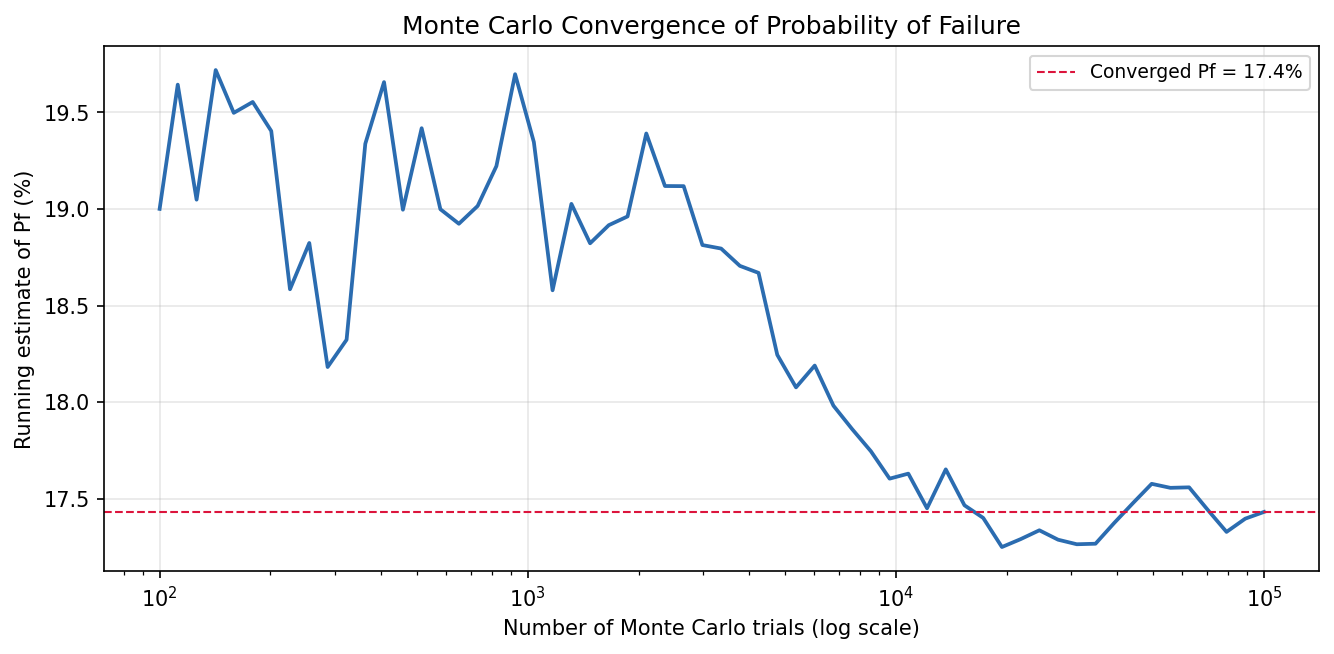 Monte Carlo Convergence of Probability of Failure
Converged Pf = 17.4%
Running estimate of Pf (%)
19.5
19.0
18.5
18.0
17.5
10²
10³
10⁴
10⁵
Number of Monte Carlo trials (log scale)